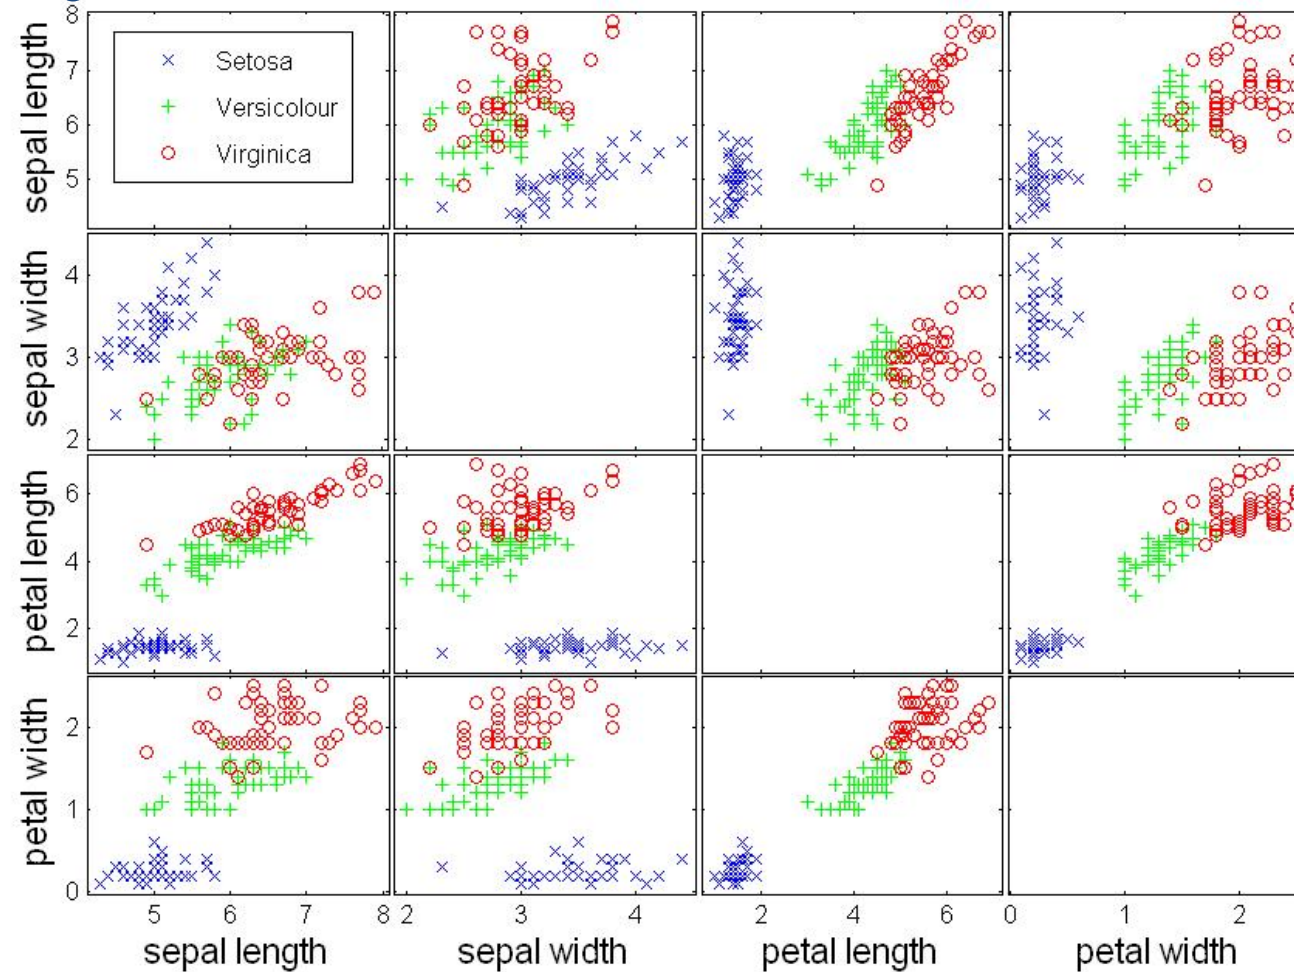 8
7
6
5
sepal length
Setosa
Versicolour
Virginica
4
3
2
sepal width
6
4
2
petal length
2
1
0
petal width
5 6 7 8 2 3 4 2 4 6 0 1 2
sepal length sepal width petal length petal width